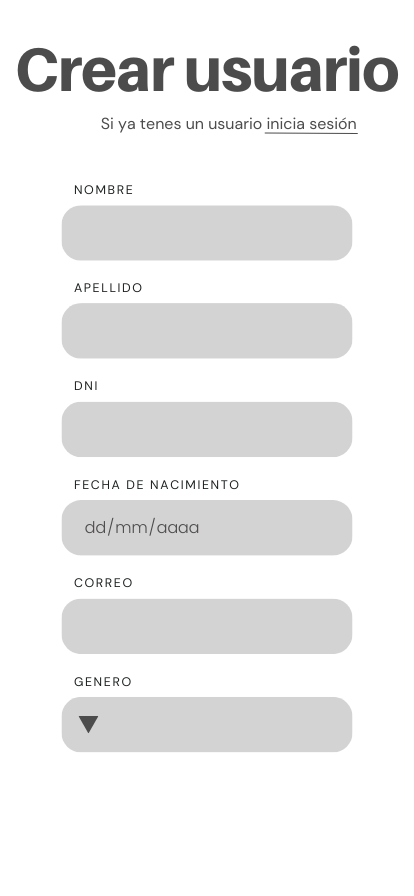 Crear usuario
Si ya tenes un usuario inicia sesión
NOMBRE
APELLIDO
DNI
FECHA DE NACIMIENTO
dd/mm/aaaa
CORREO
GENERO